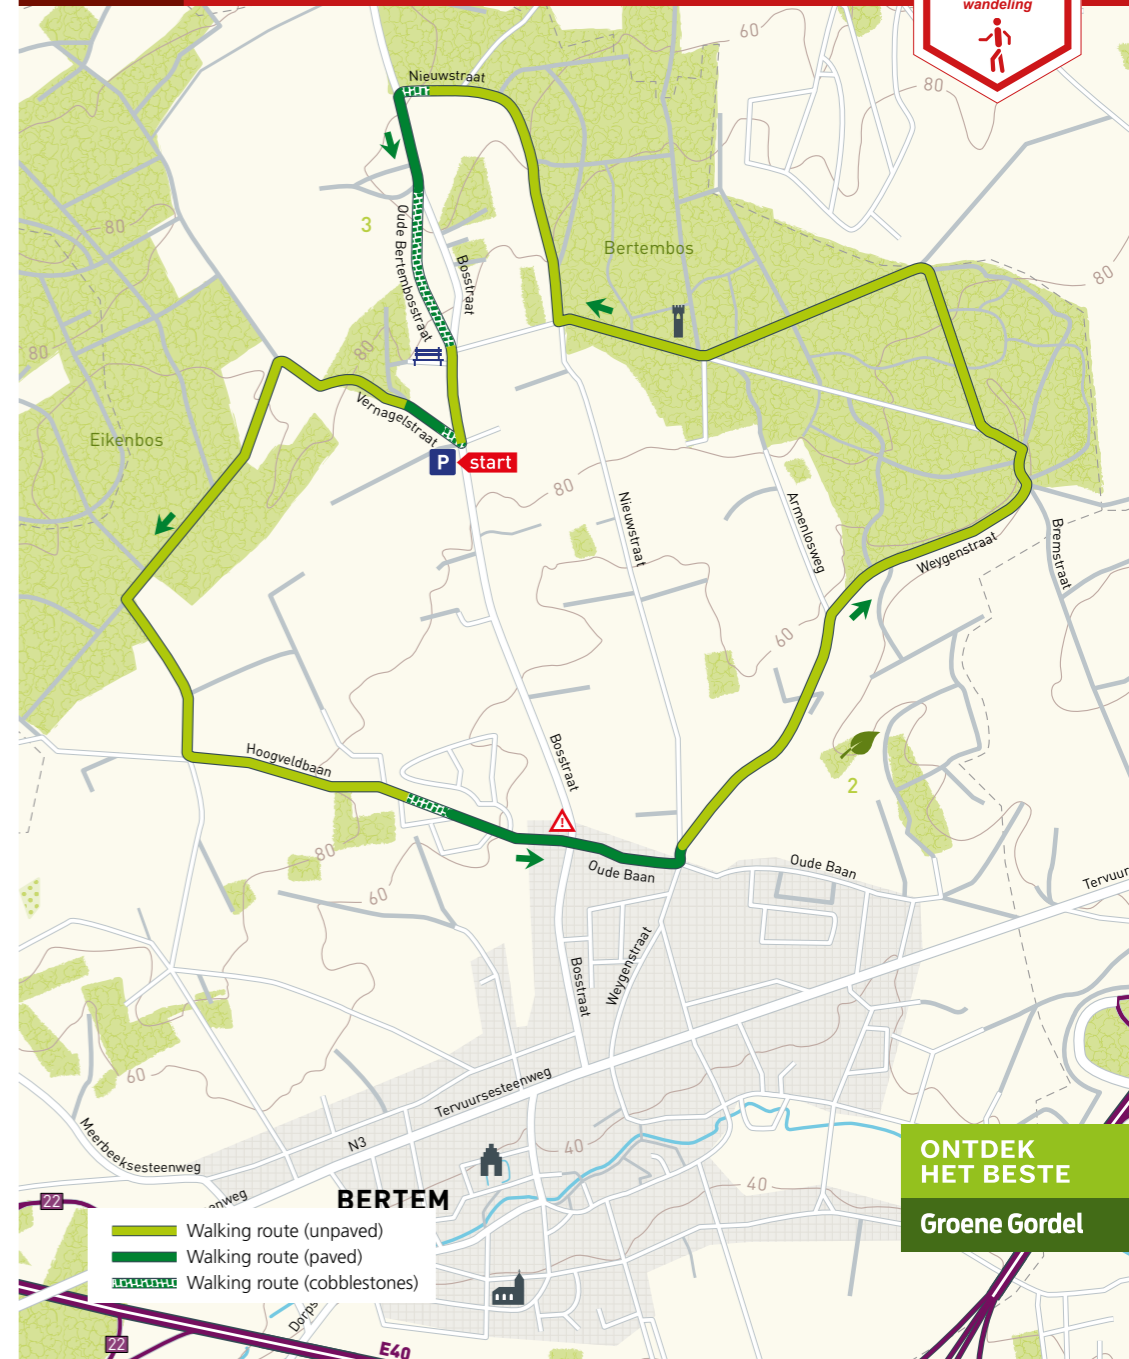 wandeling
60
80
Nieuwstraat
3
80
Oude Bertembosstraat
Bosstraat
Bertembos
80
80
80
Vernagelstraat
Eikenbos
P
start
80
Nieuwstraat
Armenlosweg
Weygenstraat
Bremstraat
60
Bosstraat
Hoogveldbaan
2
!
80
60
Oude Baan
Oude Baan
Tervuur
Weygenstraat
Bosstraat
60
Tervuursesteenweg
Meerbeeksesteenweg
N3
40
40
enweg
22
BERTEM
ONTDEK
HET BESTE
Groene Gordel
Walking route (unpaved)
Walking route (paved)
Walking route (cobblestones)
Dorps
22
E40